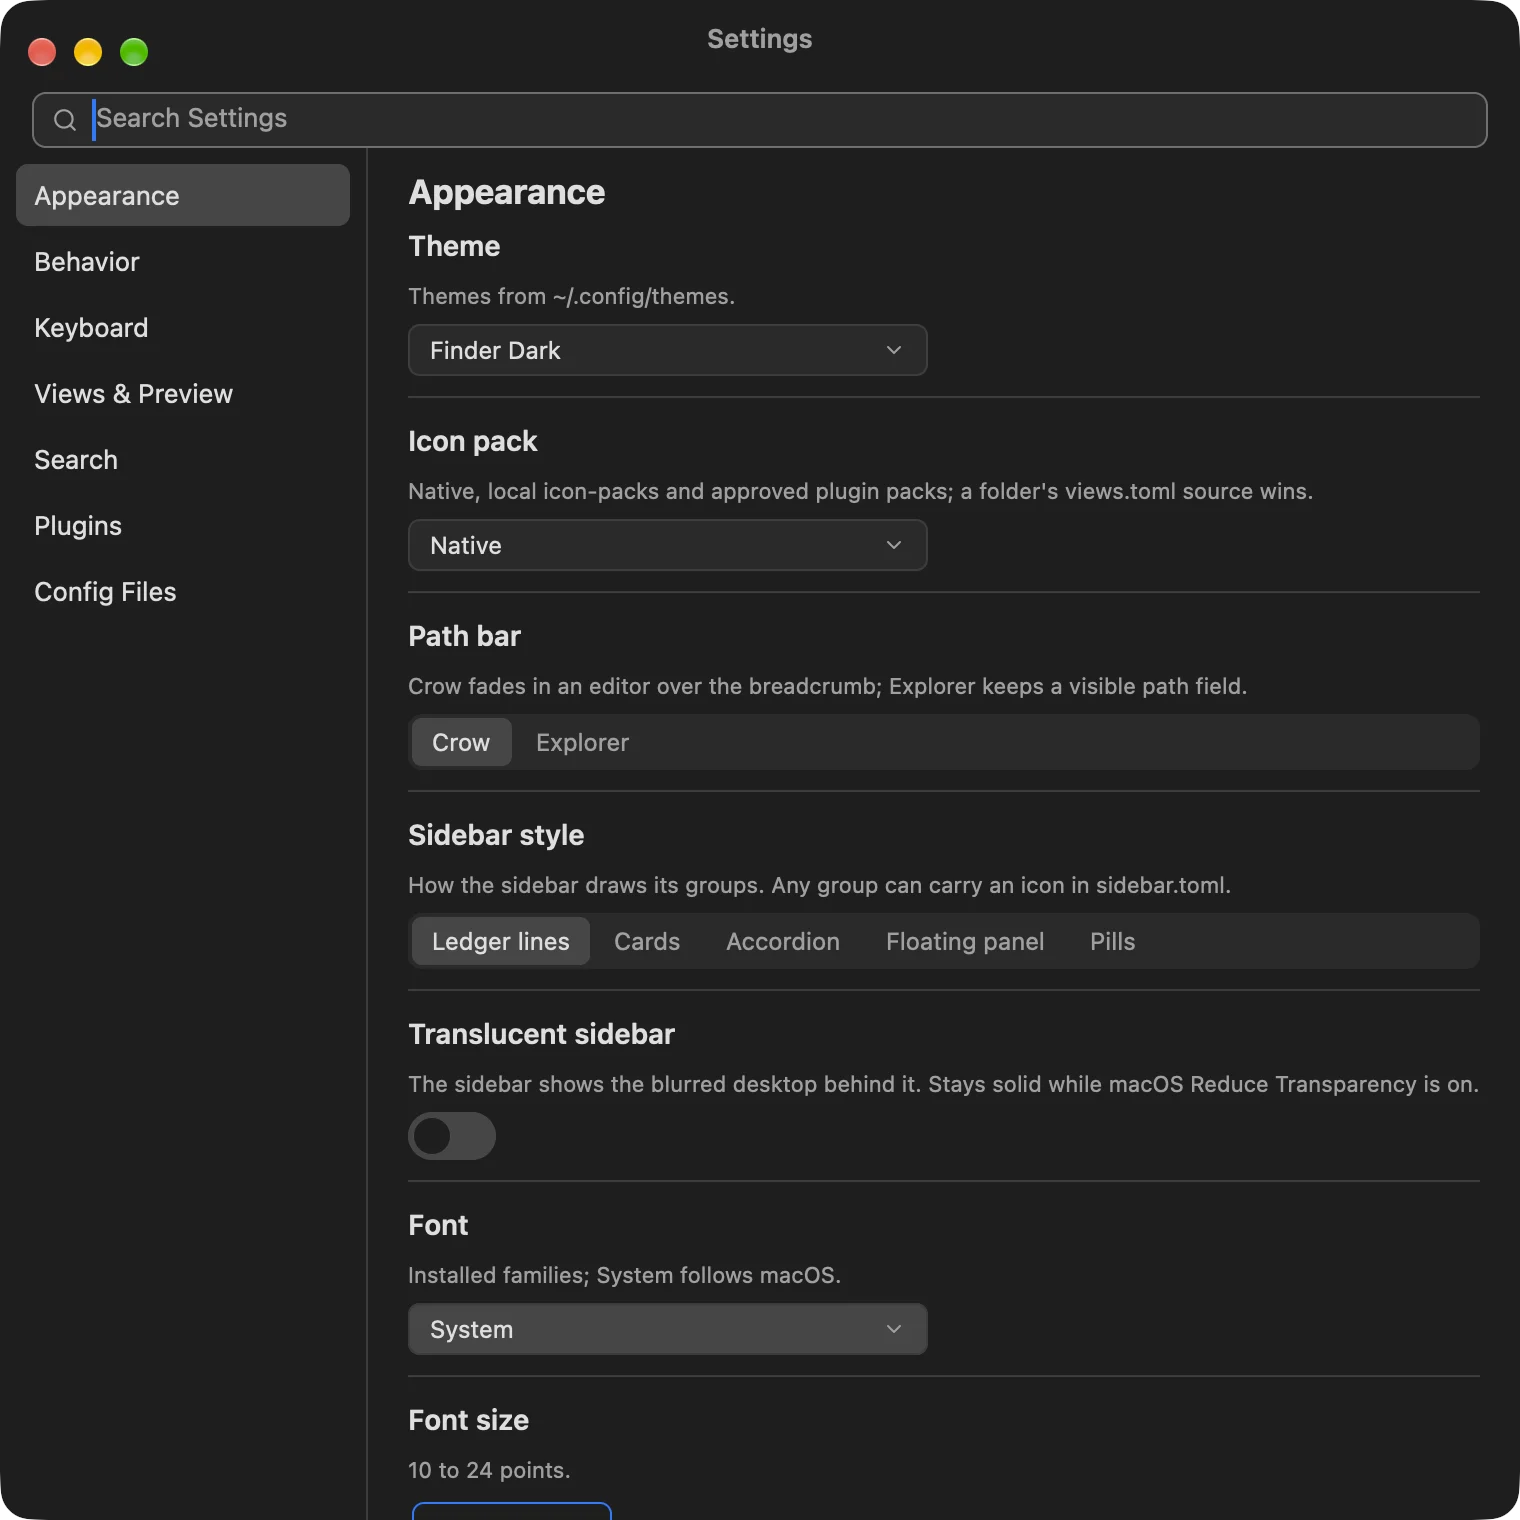 Settings
Search Settings
Appearance
Behavior
Keyboard
Views & Preview
Search
Plugins
Config Files
Appearance
Theme
Themes from ~/.config/themes.
Finder Dark
Icon pack
Native, local icon-packs and approved plugin packs; a folder's views.toml source wins.
Native
Path bar
Crow fades in an editor over the breadcrumb; Explorer keeps a visible path field.
Crow Explorer
Sidebar style
How the sidebar draws its groups. Any group can carry an icon in sidebar.toml.
Ledger lines Cards Accordion Floating panel Pills
Translucent sidebar
The sidebar shows the blurred desktop behind it. Stays solid while macOS Reduce Transparency is on.
Font
Installed families; System follows macOS.
System
Font size
10 to 24 points.